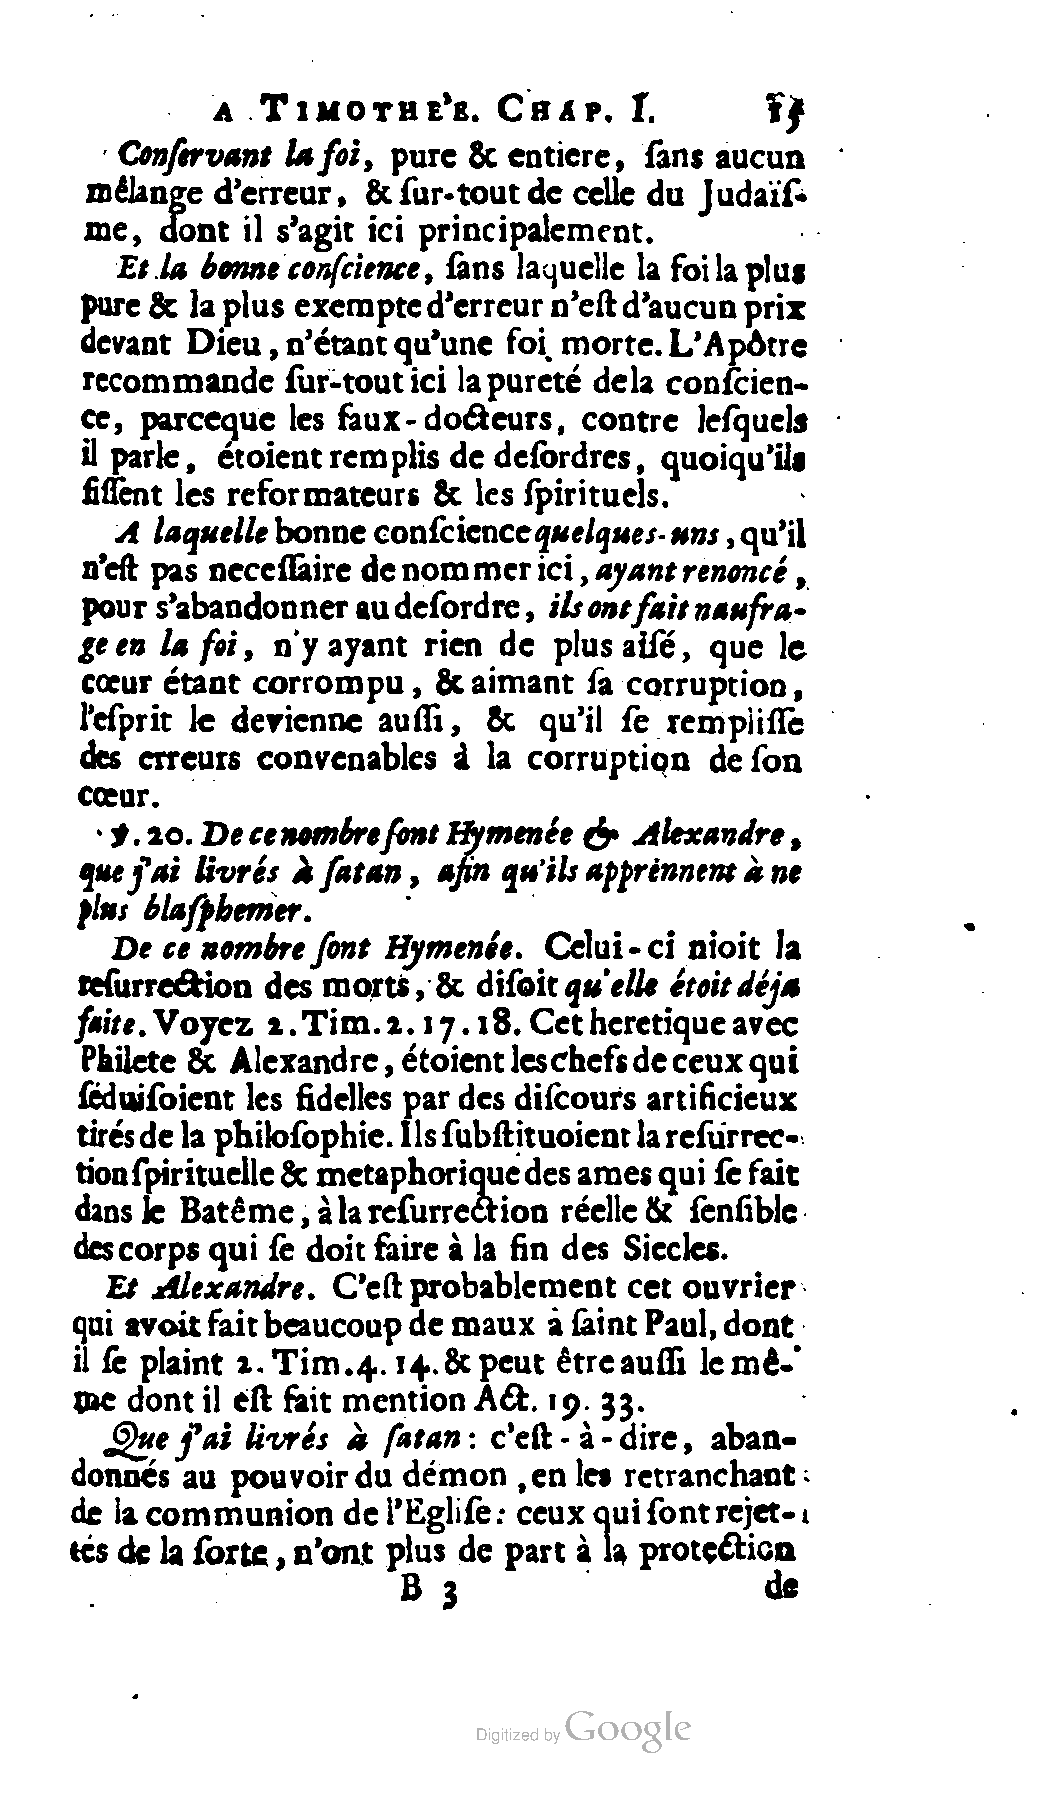 A TIMOTHE'E. CHAP. I.
Conſervant la foi, pure & entiere, ſans aucun
mêlange d'erreur, & ſur-tout de celle du Judaïſ-
me, dont il s'agit ici principalement.
Et la bonne conſcience, ſans laquelle la foi la plus
pure & la plus exempte d'erreur n'eſt d'aucun prix
devant Dieu, n'étant qu'une foi morte. L'Apôtre
recommande ſur-tout ici la pureté de la conſcien-
ce, parceque les faux-docteurs, contre leſquels
il parle, étoient remplis de deſordres, quoiqu'ils
fiſſent les reformateurs & les ſpirituels.
A laquelle bonne conſcience quelques-uns, qu'il
n'eſt pas neceſſaire de nommer ici, ayant renoncé,
pour s'abandonner au deſordre, ils ont fait naufra-
ge en la foi, n'y ayant rien de plus aiſé, que le
cœur étant corrompu, & aimant ſa corruption,
l'eſprit le devienne auſſi, & qu'il ſe rempliſſe
des erreurs convenables à la corruption de ſon
cœur.
℣. 20. De ce nombre ſont Hymenée & Alexandre,
que j'ai livrés à ſatan, afin qu'ils apprennent à ne
plus blaſphemer.
De ce nombre ſont Hymenée. Celui-ci nioit la
reſurrection des morts, & diſoit qu'elle étoit déja
faite. Voyez 2. Tim. 2. 17. 18. Cet heretique avec
Philete & Alexandre, étoient les chefs de ceux qui
ſéduiſoient les fidelles par des diſcours artificieux
tirés de la philoſophie. Ils ſubſtituoient la reſurrec-
tion ſpirituelle & metaphorique des ames qui ſe fait
dans le Batême, à la reſurrection réelle & ſenſible
des corps qui ſe doit faire à la fin des Siecles.
Et Alexandre. C'eſt probablement cet ouvrier
qui avoit fait beaucoup de maux à ſaint Paul, dont
il ſe plaint 2. Tim. 4. 14. & peut être auſſi le mê-
me dont il eſt fait mention Act. 19. 33.
Que j'ai livrés à ſatan: c'eſt-à-dire, aban-
donnés au pouvoir du démon, en les retranchant
de la communion de l'Egliſe: ceux qui ſont rejet-
tés de la ſorte, n'ont plus de part à la protection
B 3 de
Digitized by Google